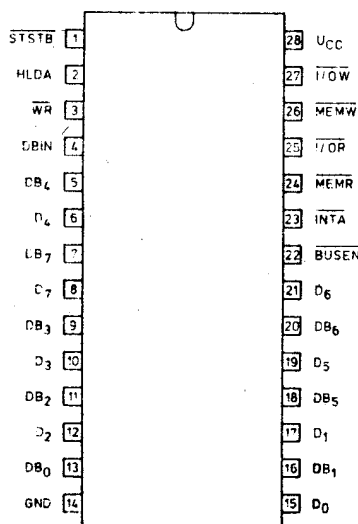 STSTB 1 28 UCC
HLDA 2 27 I/OW
WR 3 26 MEMW
DBIN 4 25 I/OR
DB4 5 24 MEMR
D4 6 23 INTA
DB7 7 22 BUSEN
D7 8 21 D6
DB3 9 20 DB6
D3 10 19 D5
DB2 11 18 DB5
D2 12 17 D1
DB0 13 16 DB1
GND 14 15 D0